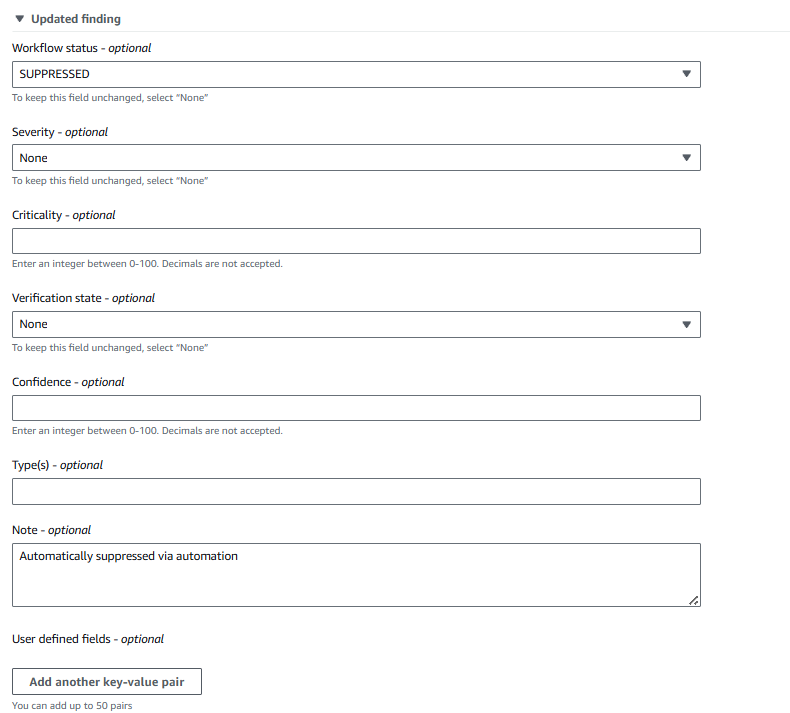 Updated finding
Workflow status - optional
SUPPRESSED
To keep this field unchanged, select “None”
Severity - optional
None
To keep this field unchanged, select “None”
Criticality - optional
Enter an integer between 0-100. Decimals are not accepted.
Verification state - optional
None
To keep this field unchanged, select “None”
Confidence - optional
Enter an integer between 0-100. Decimals are not accepted.
Type(s) - optional
Note - optional
Automatically suppressed via automation
User defined fields - optional
Add another key-value pair
You can add up to 50 pairs